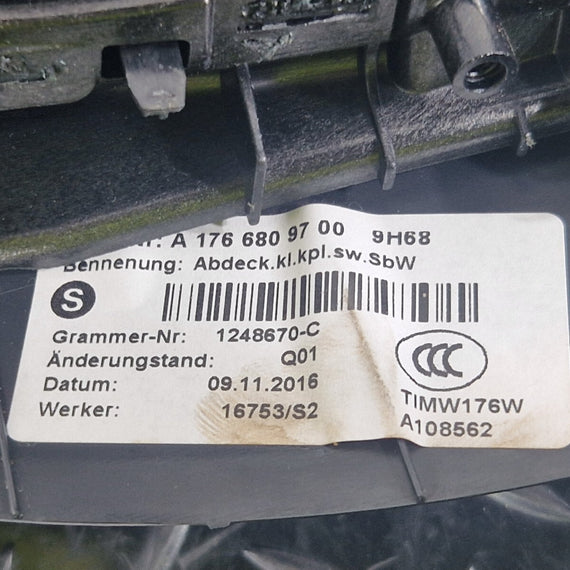 A 176 680 97 00 9H68
Bennenung: Abdeck.kl.kpl.sw.SbW
S
Grammer-Nr: 1248670-C
Änderungstand: Q01
Datum: 09.11.2016
Werker: 16753/S2
CCC
TIMW176W
A108562